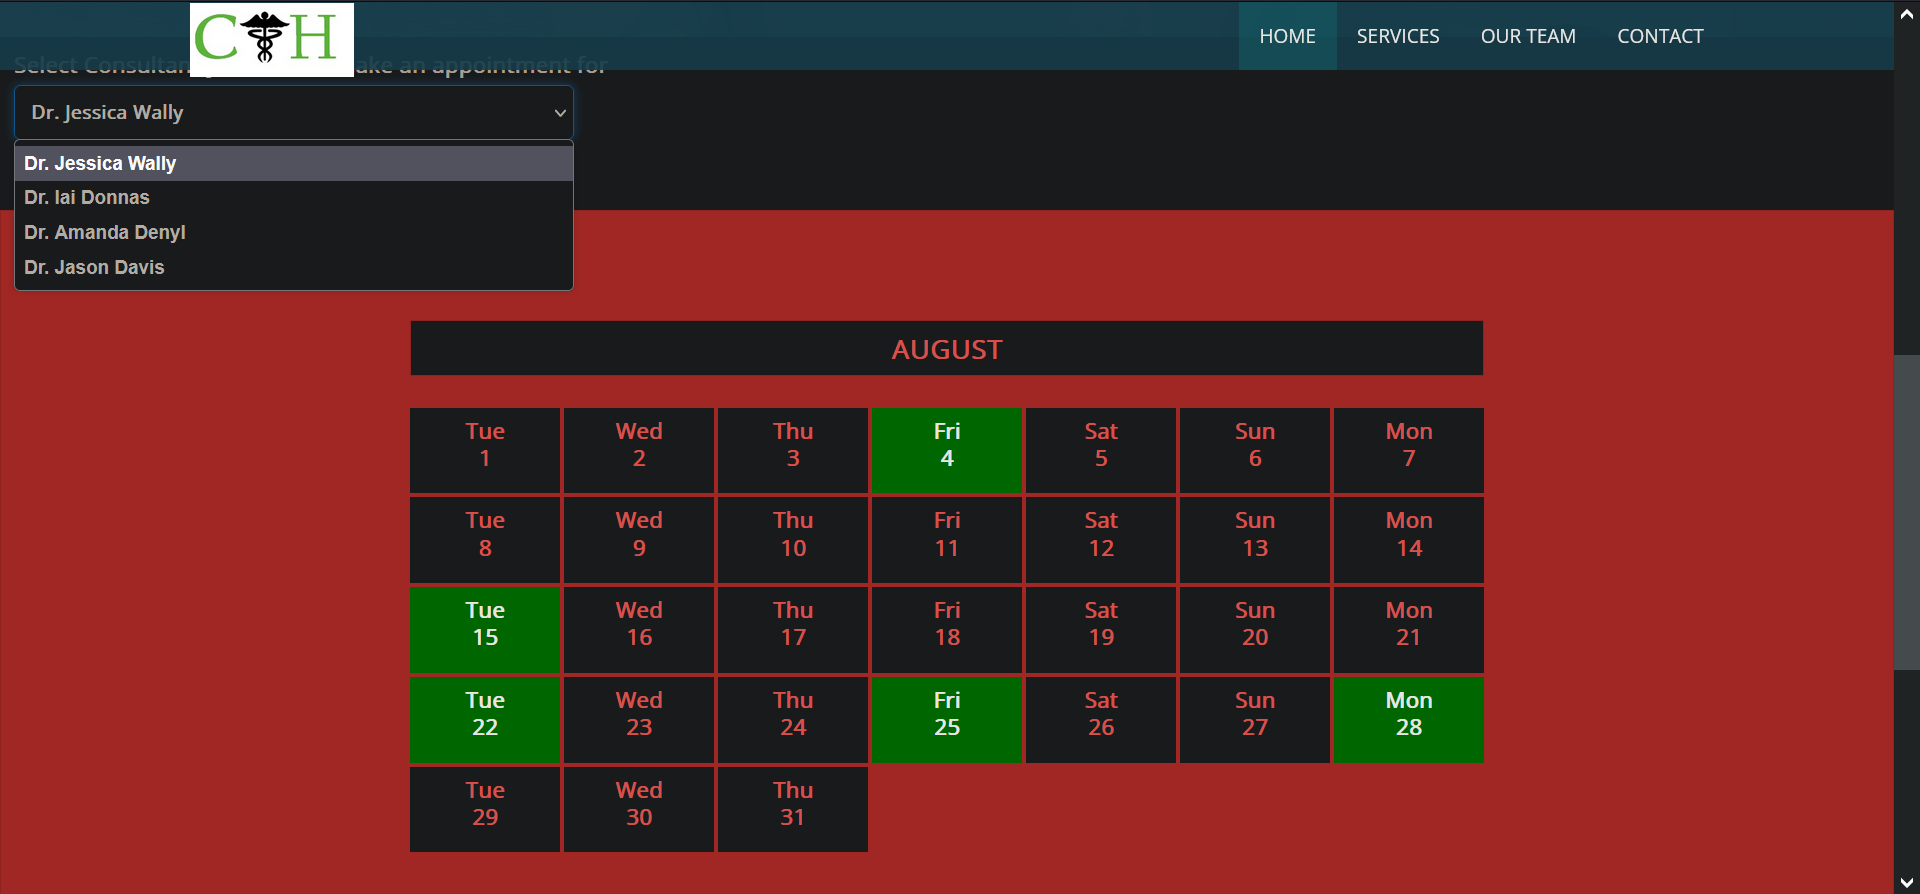 C H
HOME SERVICES OUR TEAM CONTACT
Select Consultan ake an appointment for
Dr. Jessica Wally
Dr. Jessica Wally
Dr. Iai Donnas
Dr. Amanda Denyl
Dr. Jason Davis
AUGUST
Tue Wed Thu Fri Sat Sun Mon
1 2 3 4 5 6 7
Tue Wed Thu Fri Sat Sun Mon
8 9 10 11 12 13 14
Tue Wed Thu Fri Sat Sun Mon
15 16 17 18 19 20 21
Tue Wed Thu Fri Sat Sun Mon
22 23 24 25 26 27 28
Tue Wed Thu
29 30 31